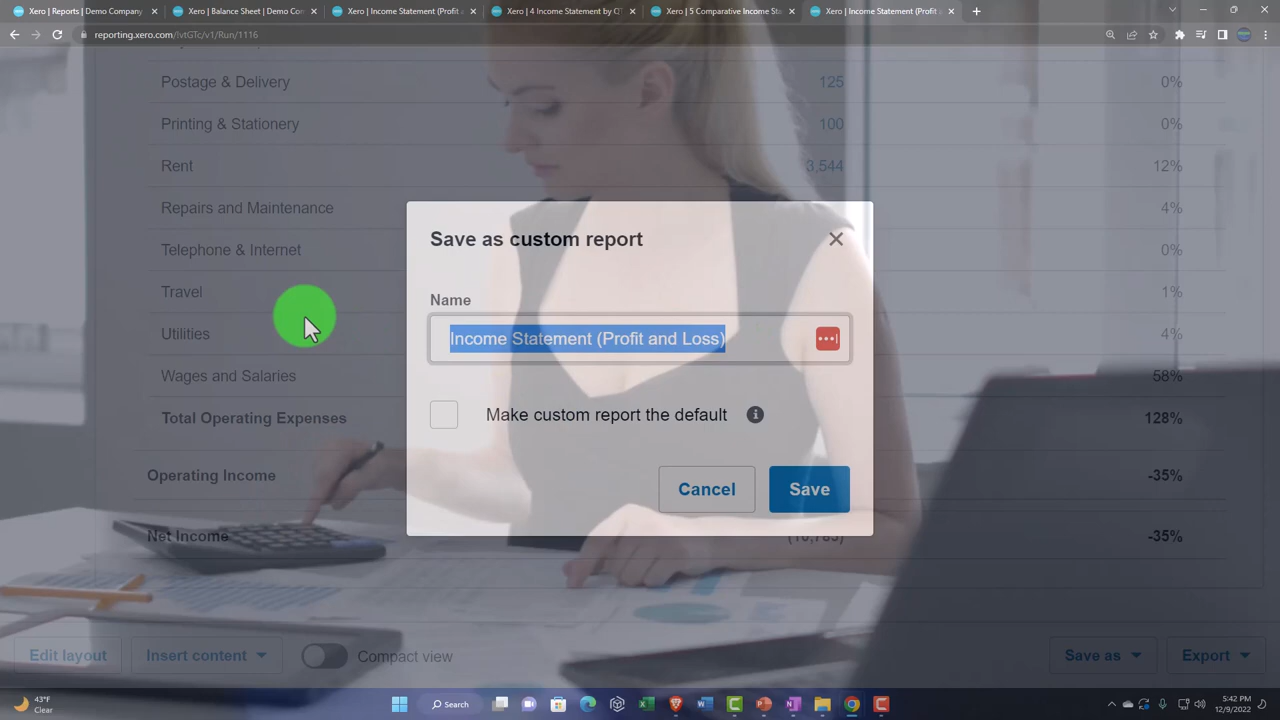 Xero | Reports | Demo Company
Xero | Balance Sheet | Demo Com
Xero | Income Statement (Profit a
Xero | 4 Income Statement by QT
Xero | 5 Comparative Income Sta
Xero | Income Statement (Profit a
reporting.xero.com/!vtGTc/v1/Run/1116
Postage & Delivery 125 0%
Printing & Stationery 100 0%
Rent 3,544 12%
Repairs and Maintenance 4%
Telephone & Internet 0%
Travel 1%
Utilities 4%
Wages and Salaries 58%
Total Operating Expenses 128%
Operating Income -35%
Net Income (10,785) -35%
Save as custom report
Name
Income Statement (Profit and Loss)
Make custom report the default
Cancel Save
Edit layout Insert content Compact view Save as Export
43°F
Clear
Search
5:42 PM
12/9/2022